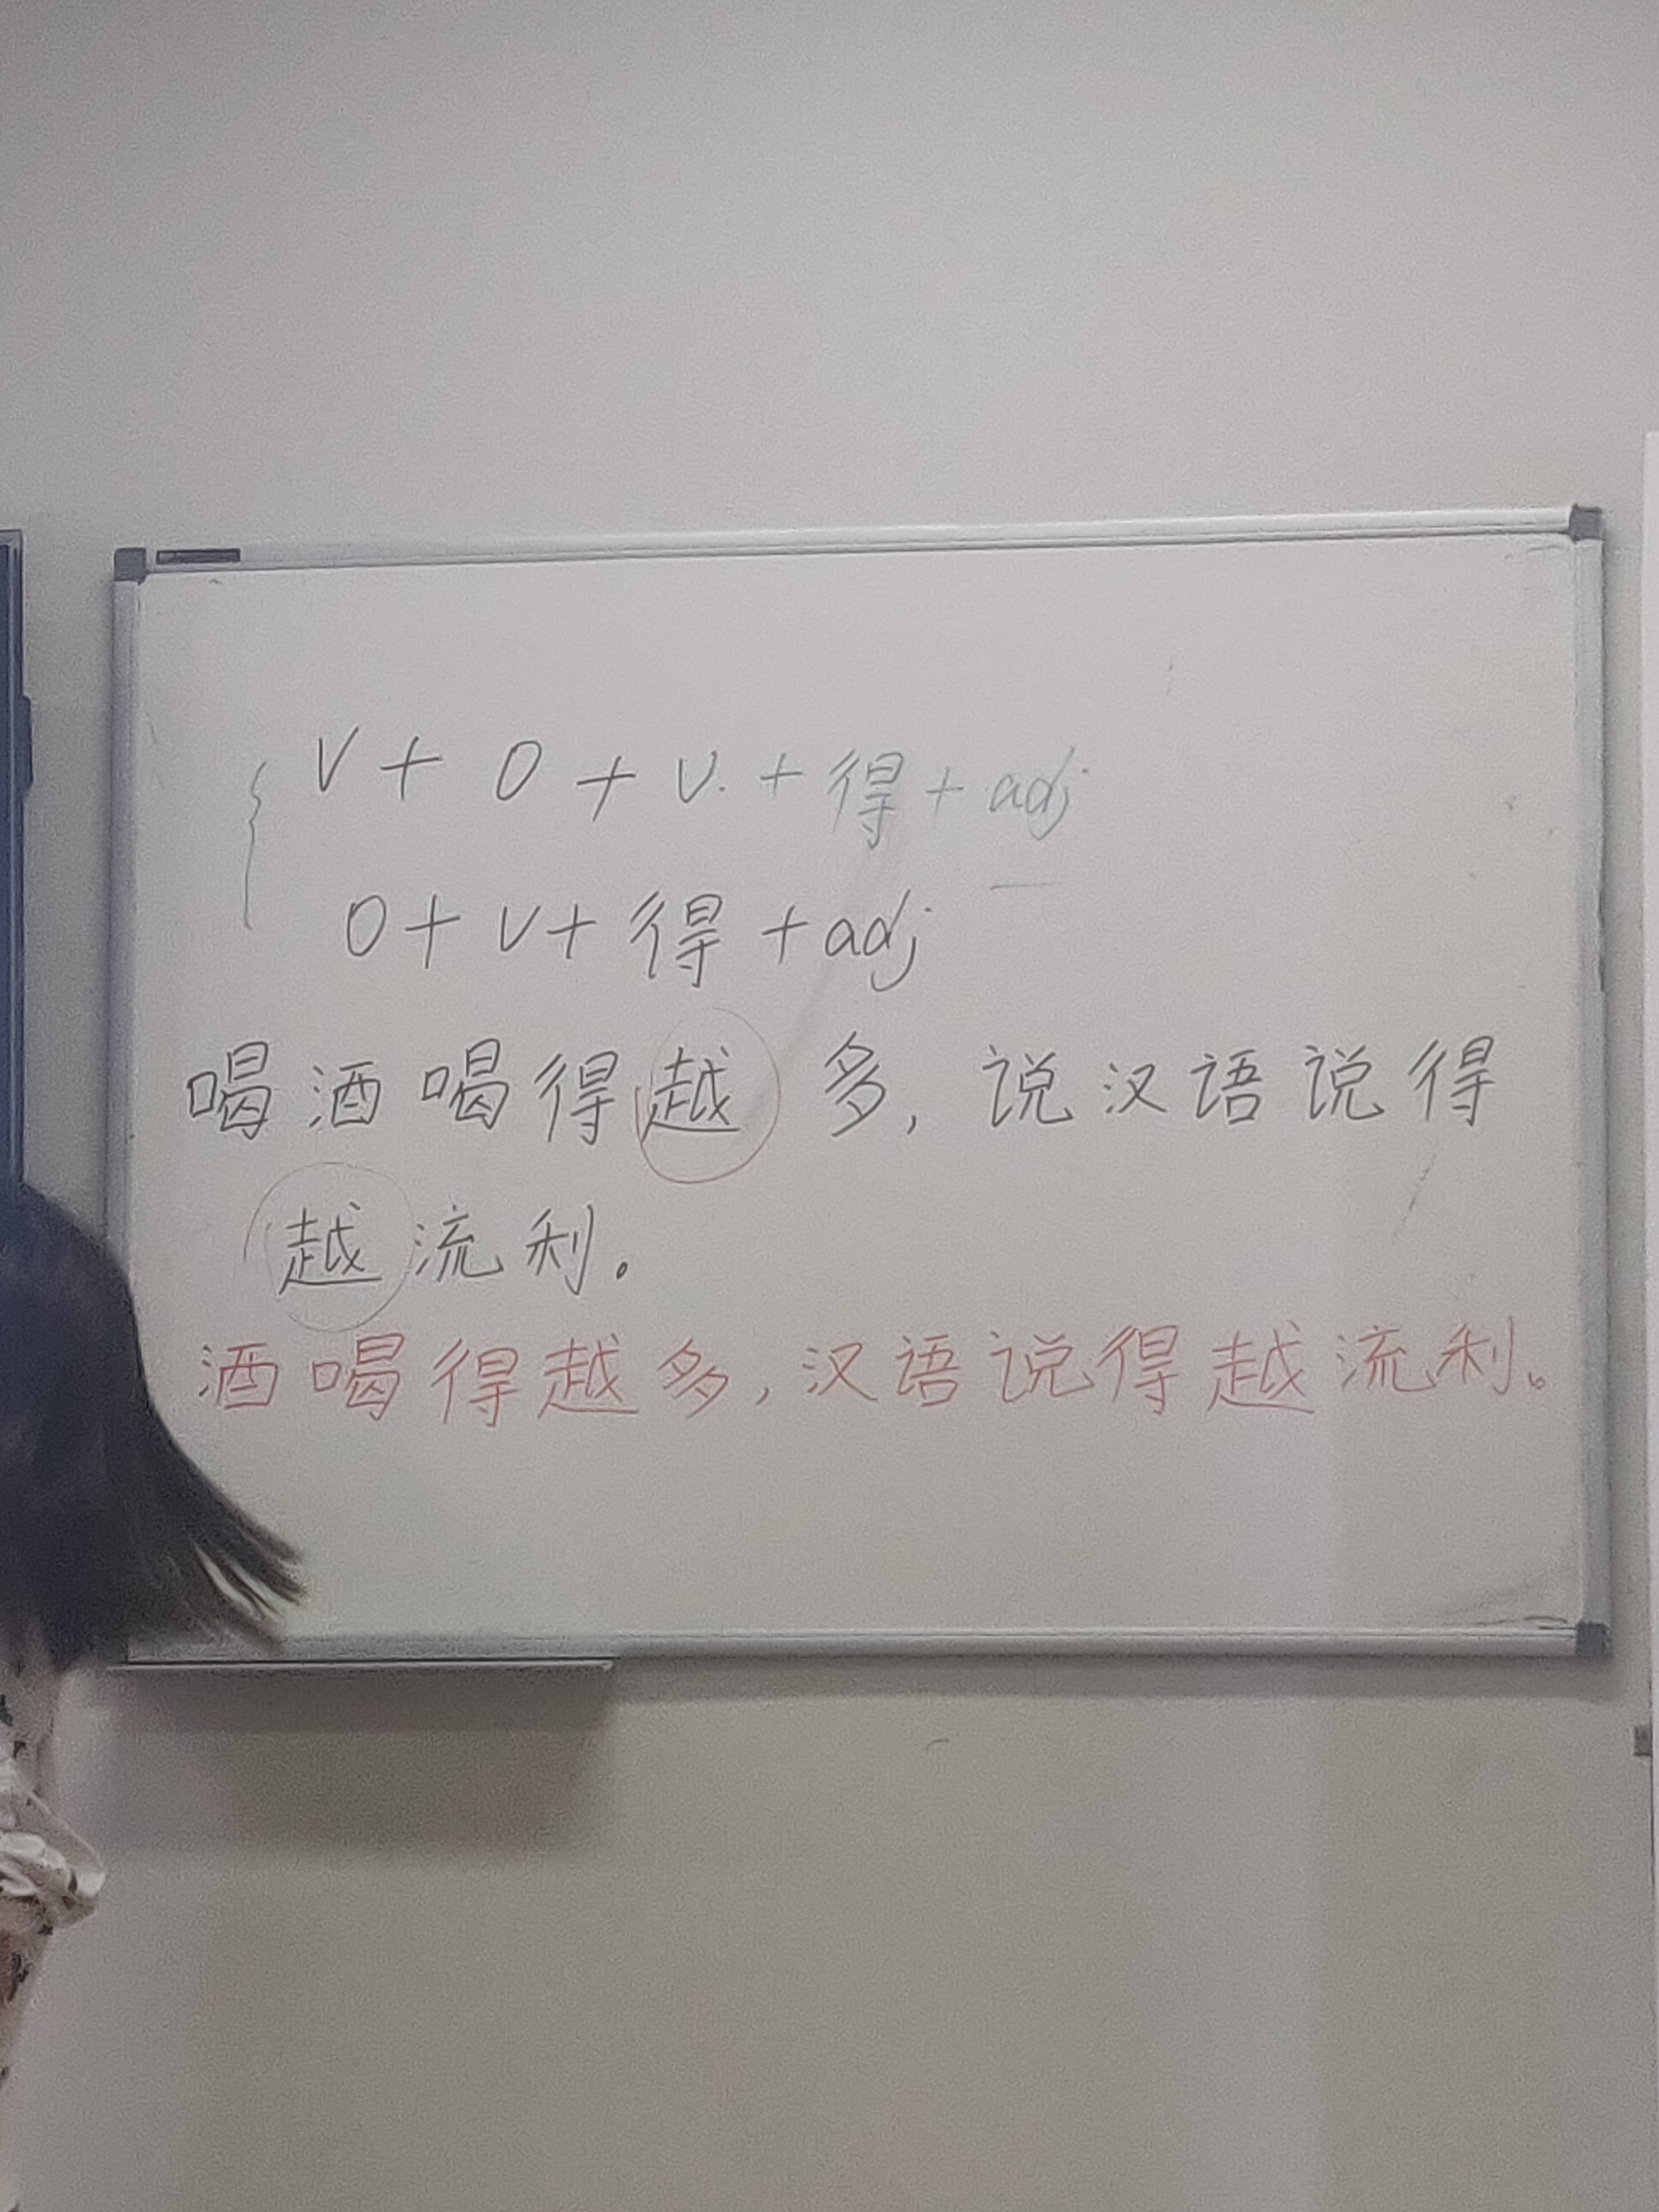 V + O + V. + 得 + adj
O + V + 得 + adj
喝酒喝得越多,说汉语说得
越流利。
酒喝得越多,汉语说得越流利。